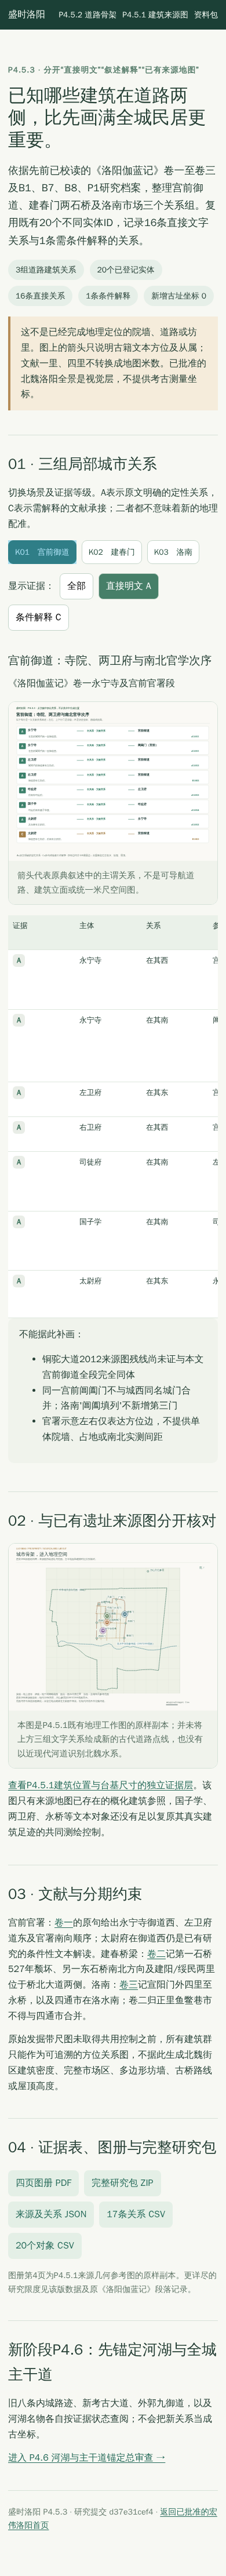 盛时洛阳
P4.5.2 道路骨架 P4.5.1 建筑来源图 资料包
P4.5.3 · 分开“直接明文”“叙述解释”“已有来源地图”
已知哪些建筑在道路两
侧，比先画满全城民居更
重要。
依据前面已校读的《洛阳伽蓝记》卷一至卷三
及B1、B7、B8、P1研究档案，整理宫前御
道、建春门两石桥及洛南市场三个关系组。复
用既有20个不同实体ID，记录16条直接文字
关系与1条需条件解释的关系。
3组道路建筑关系 20个已登记实体
16条直接关系 1条条件解释 新增古址坐标 0
这不是已经完成地理定位的院墙、道路或坊
里。图上的箭头只说明古籍文本方位及从属；
文献一里、四里不转换成地图米数。已批准的
北魏洛阳全景是视觉层，不提供考古测量坐
标。
01 · 三组局部城市关系
切换场景及证据等级。A表示原文明确的定性关系，
C表示需解释的文献承接；二者都不意味着新的地理
配准。
K01 宫前御道 K02 建春门 K03 洛南
显示证据： 全部 直接明文 A
条件解释 C
宫前御道：寺院、两卫府与南北官学次序
《洛阳伽蓝记》卷一永宁寺及宫前官署段
宫前御道：寺院、两卫府与南北官学次序
箭头代表原典叙述中的主谓关系，不是可导航道
路、建筑立面或统一米尺空间图。
证据 主体 关系
A 永宁寺 在其西
A 永宁寺 在其南
A 左卫府 在其东
A 右卫府 在其西
A 司徒府 在其南
A 国子学 在其南
A 太尉府 在其东
不能据此补画：
• 铜驼大道2012来源图残线尚未证与本文
宫前御道全段完全同体
• 同一宫前阊阖门不与城西同名城门合
并；洛南‘阊阖填列’不新增第三门
• 官署示意左右仅表达方位边，不提供单
体院墙、占地或南北实测间距
02 · 与已有遗址来源图分开核对
城市骨架，进入地理空间
本图是P4.5.1既有地理工作图的原样副本；并未将
上方三组文字关系绘成新的古代道路点线，也没有
以近现代河道识别北魏水系。
查看P4.5.1建筑位置与台基尺寸的独立证据层。该
图只有来源地图已存在的概化建筑参照，国子学、
两卫府、永桥等文本对象还没有足以复原其真实建
筑足迹的共同测绘控制。
03 · 文献与分期约束
宫前官署：卷一的原句给出永宁寺御道西、左卫府
道东及官署南向顺序；太尉府在御道西仍是已有研
究的条件性文本解读。建春桥梁：卷二记第一石桥
527年颓坏、另一石桥南北方向及建阳/绥民两里
位于桥北大道两侧。洛南：卷三记宣阳门外四里至
永桥，以及四通市在洛水南；卷二归正里鱼鳖巷市
不得与四通市合并。
原始发掘带尺图未取得共用控制之前，所有建筑群
只能作为可追溯的方位关系图，不据此生成北魏街
区建筑密度、完整市场区、多边形坊墙、古桥路线
或屋顶高度。
04 · 证据表、图册与完整研究包
四页图册 PDF 完整研究包 ZIP
来源及关系 JSON 17条关系 CSV
20个对象 CSV
图册第4页为P4.5.1来源几何参考图的原样副本。更详尽的
研究限度见该版数据及原《洛阳伽蓝记》段落记录。
新阶段P4.6：先锚定河湖与全城
主干道
旧八条内城路迹、新考古大道、外郭九御道，以及
河湖名物各自按证据状态查阅；不会把新关系当成
古坐标。
进入 P4.6 河湖与主干道锚定总审查 →
盛时洛阳 P4.5.3 · 研究提交 d37e31cef4 · 返回已批准的宏
伟洛阳首页